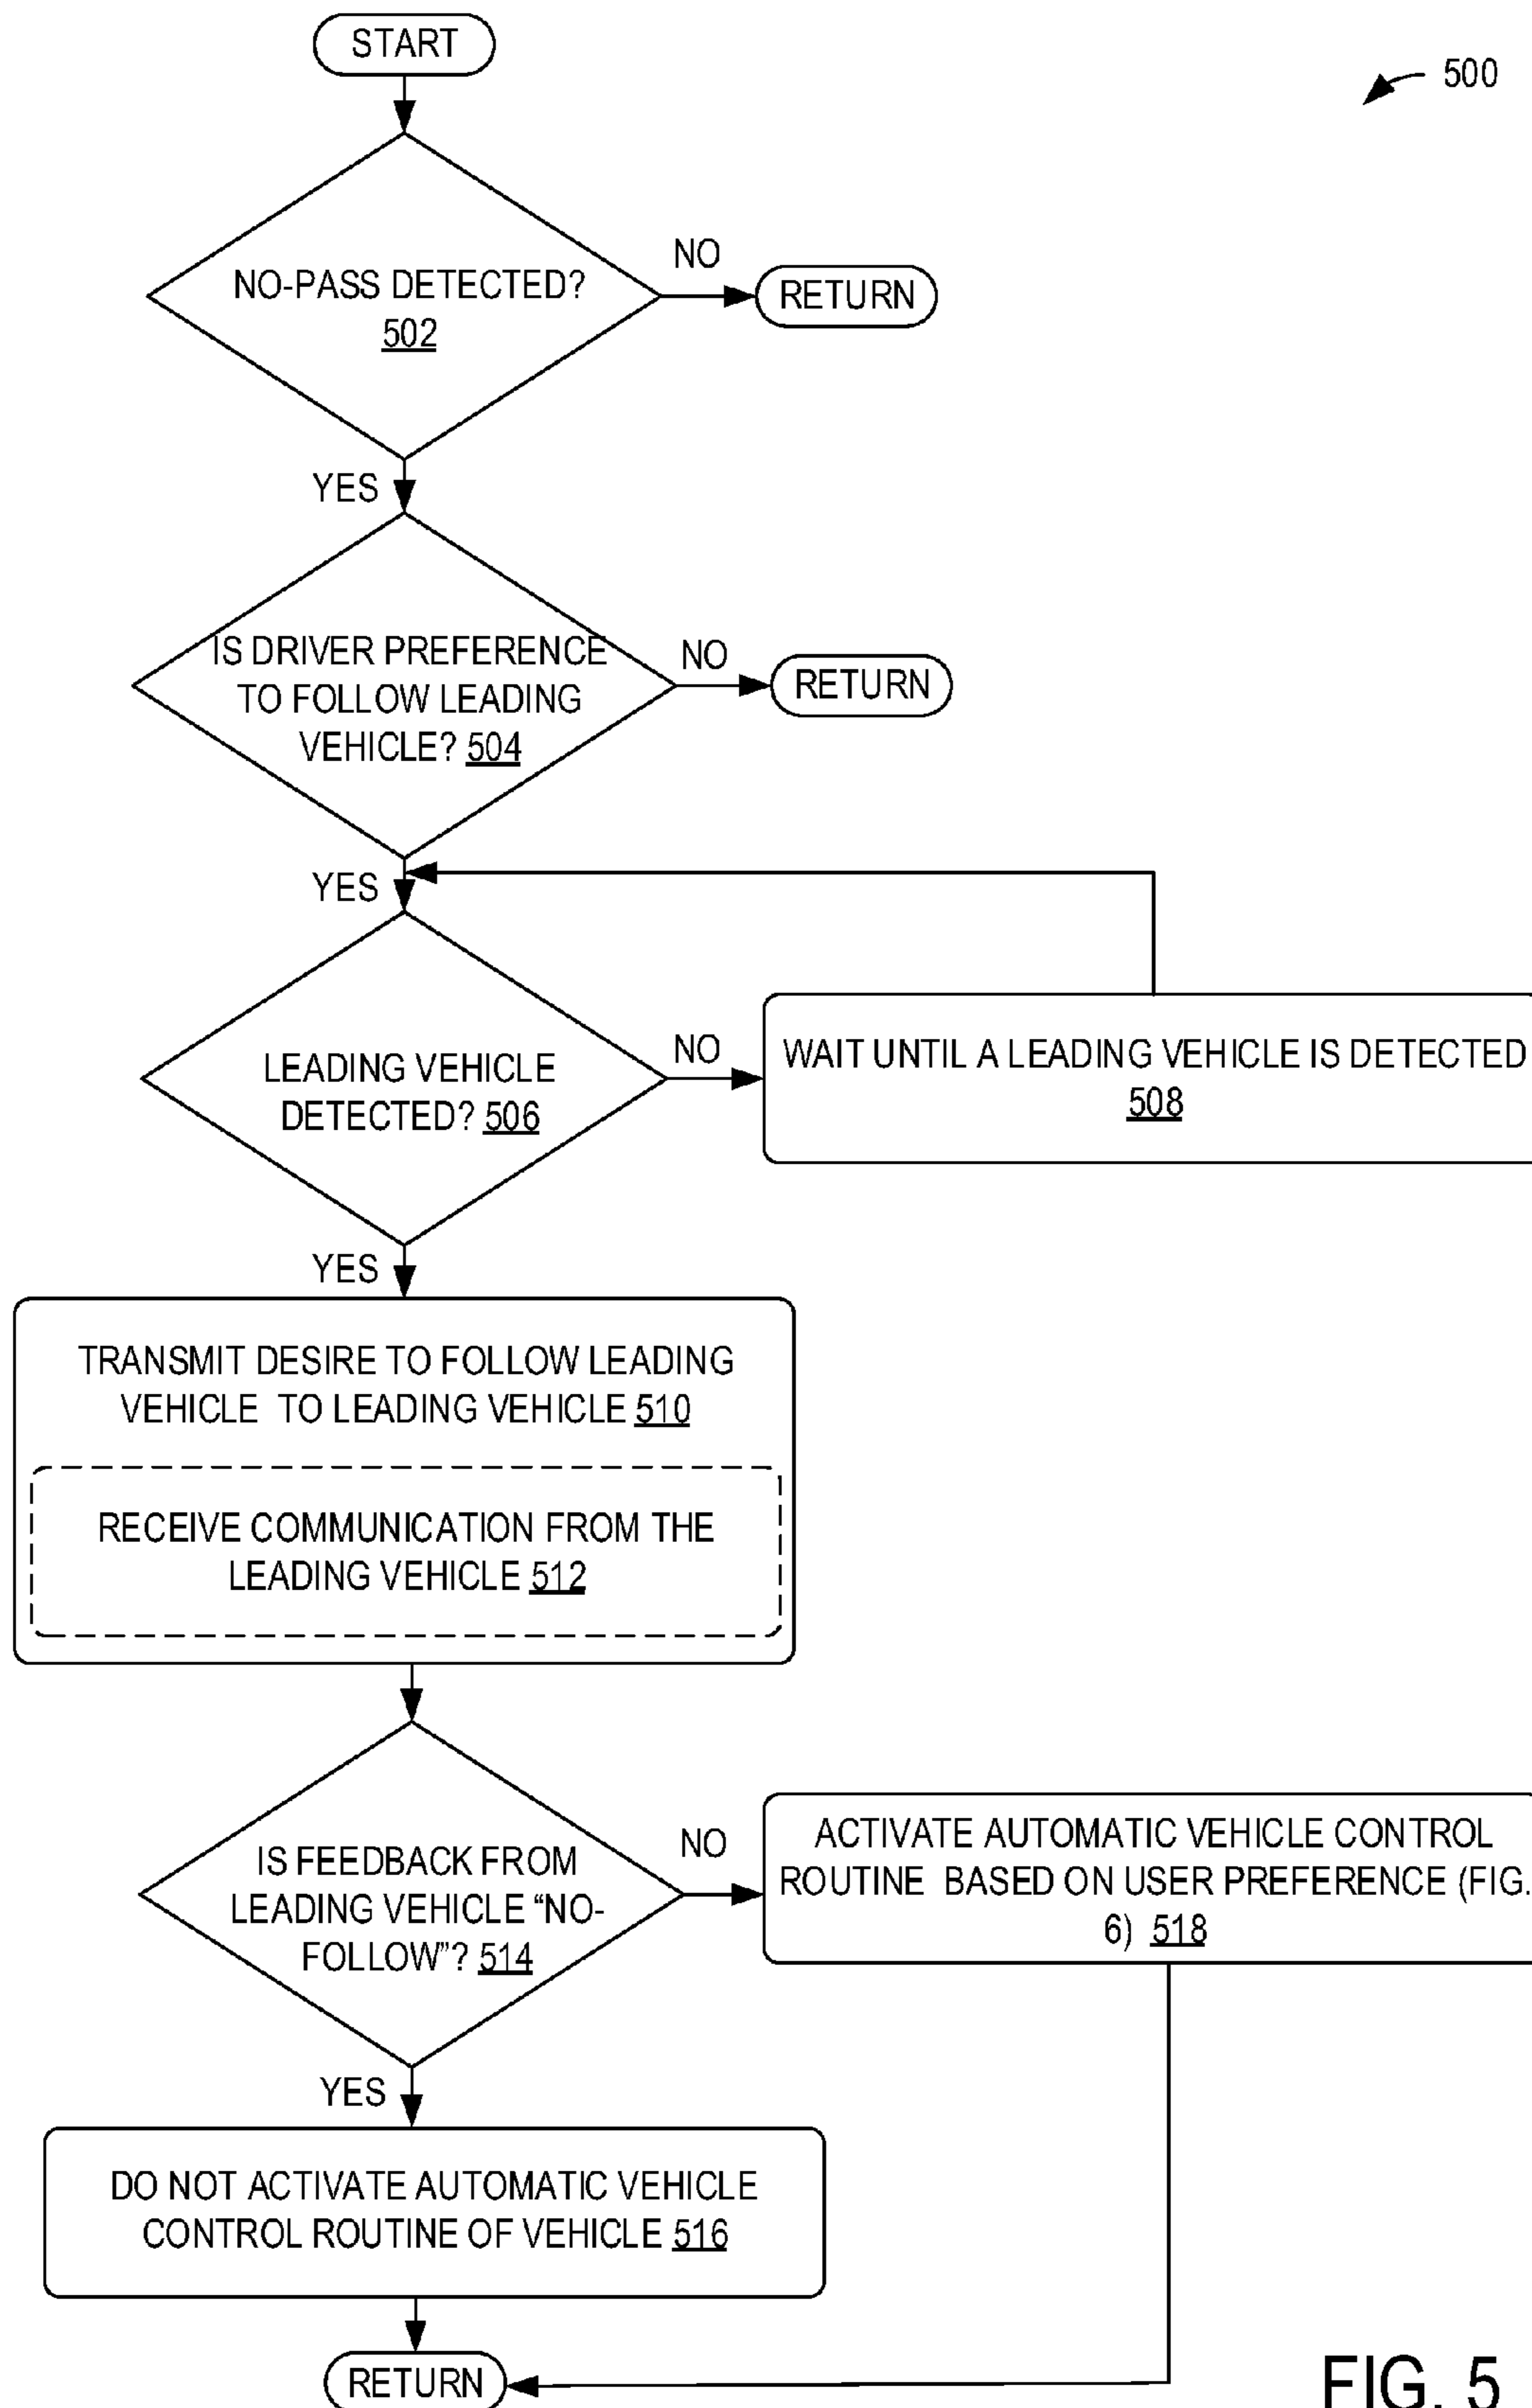 START
500
NO-PASS DETECTED?
502
NO
RETURN
YES
IS DRIVER PREFERENCE
TO FOLLOW LEADING
VEHICLE? 504
NO
RETURN
YES
LEADING VEHICLE
DETECTED? 506
NO
WAIT UNTIL A LEADING VEHICLE IS DETECTED
508
YES
TRANSMIT DESIRE TO FOLLOW LEADING
VEHICLE TO LEADING VEHICLE 510
RECEIVE COMMUNICATION FROM THE
LEADING VEHICLE 512
IS FEEDBACK FROM
LEADING VEHICLE “NO-
FOLLOW”? 514
NO
ACTIVATE AUTOMATIC VEHICLE CONTROL
ROUTINE BASED ON USER PREFERENCE (FIG.
6) 518
YES
DO NOT ACTIVATE AUTOMATIC VEHICLE
CONTROL ROUTINE OF VEHICLE 516
RETURN
FIG. 5